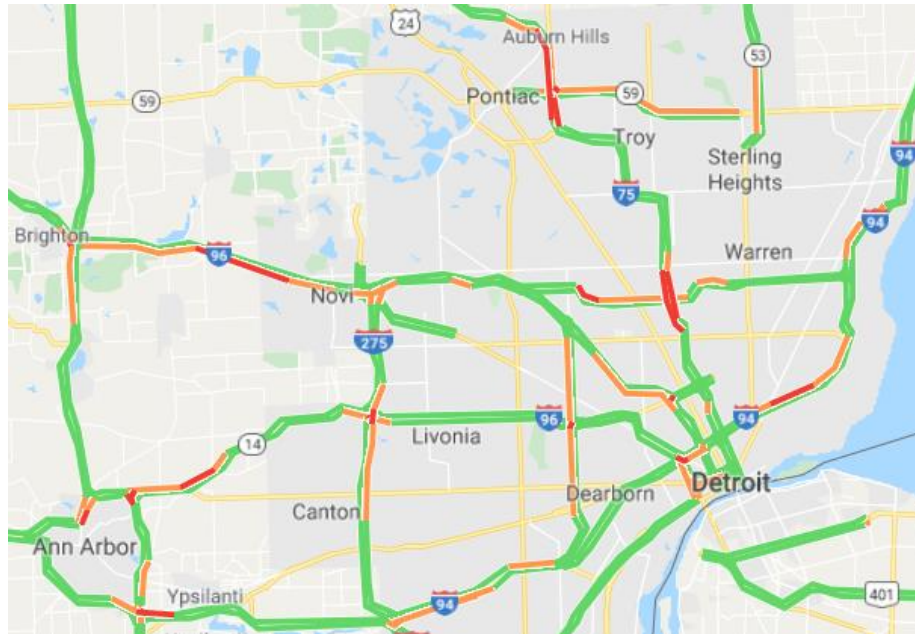 24
Auburn Hills
53
59
Pontiac
59
Troy
Sterling
Heights
94
75
94
Brighton
96
Warren
Novi
275
Livonia
96
94
14
Detroit
Dearborn
Canton
Ann Arbor
Ypsilanti
94
401